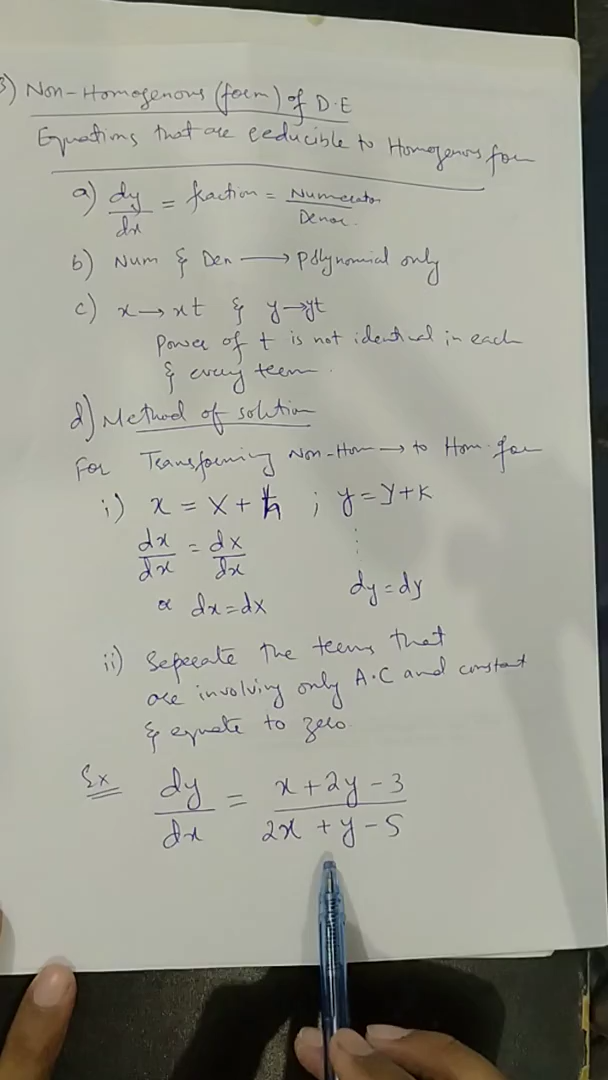 3) Non-Homogenous (form) of D.E
Equations that are reducible to Homogenous form
a) dy/dx = fraction = Numerator/Denor.
b) Num & Den → polynomial only
c) x → xt & y → yt
Power of t is not identical in each
& every term.
d) Method of solution
For Transforming Non-Hom → to Hom. for
i) x = X + h ; y = Y + K
dx/dx = dX/dx
or dx = dX dy = dY
ii) Seperate the terms that
are involving only A.C and constant
& equate to zero
Ex dy/dx = x + 2y - 3/2x + y - 5